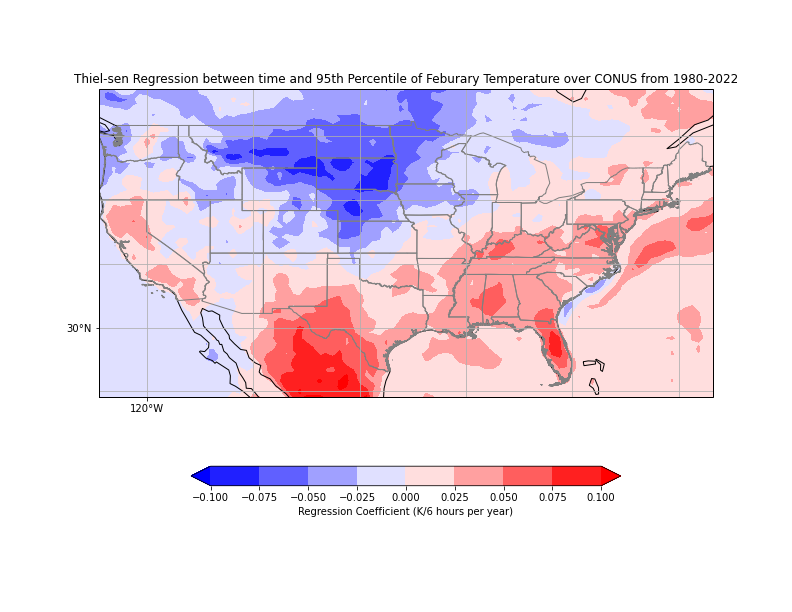 Thiel-sen Regression between time and 95th Percentile of Feburary Temperature over CONUS from 1980-2022
30°N
120°W
−0.100 −0.075 −0.050 −0.025 0.000 0.025 0.050 0.075 0.100
Regression Coefficient (K/6 hours per year)